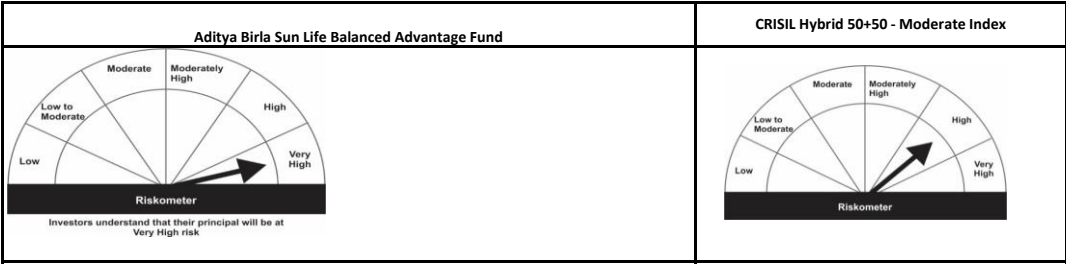 Aditya Birla Sun Life Balanced Advantage Fund
CRISIL Hybrid 50+50 - Moderate Index
Low
Low to
Moderate
Moderate
Moderately
High
High
Very
High
Riskometer
Investors understand that their principal will be at
Very High risk
Low
Low to
Moderate
Moderate
Moderately
High
High
Very
High
Riskometer